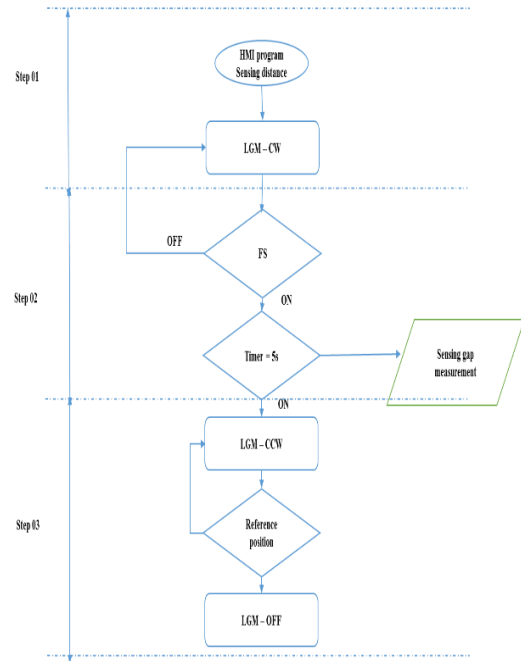 HMI program
Sensing distance
Step 01
LGM – CW
OFF
FS
ON
Step 02
Timer = 5s
Sensing gap
measurement
ON
LGM – CCW
Step 03
Reference
position
LGM – OFF